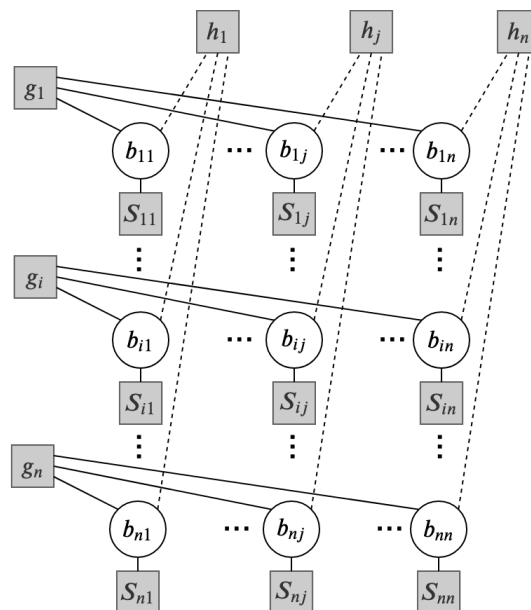 h₁ hⱼ hₙ
g₁
b₁₁ ... b₁ⱼ ... b₁ₙ
S₁₁ S₁ⱼ S₁ₙ
⋮ ⋮ ⋮
gᵢ
bᵢ₁ ... bᵢⱼ ... bᵢₙ
Sᵢ₁ Sᵢⱼ Sᵢₙ
⋮ ⋮ ⋮
gₙ
bₙ₁ ... bₙⱼ ... bₙₙ
Sₙ₁ Sₙⱼ Sₙₙ